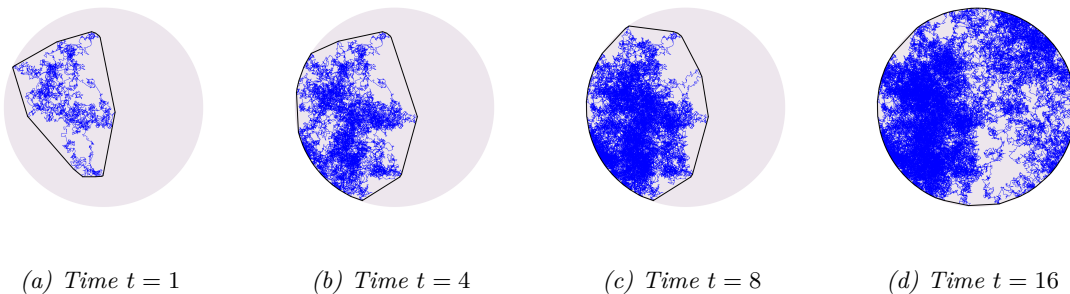 (a) Time t = 1
(b) Time t = 4
(c) Time t = 8
(d) Time t = 16